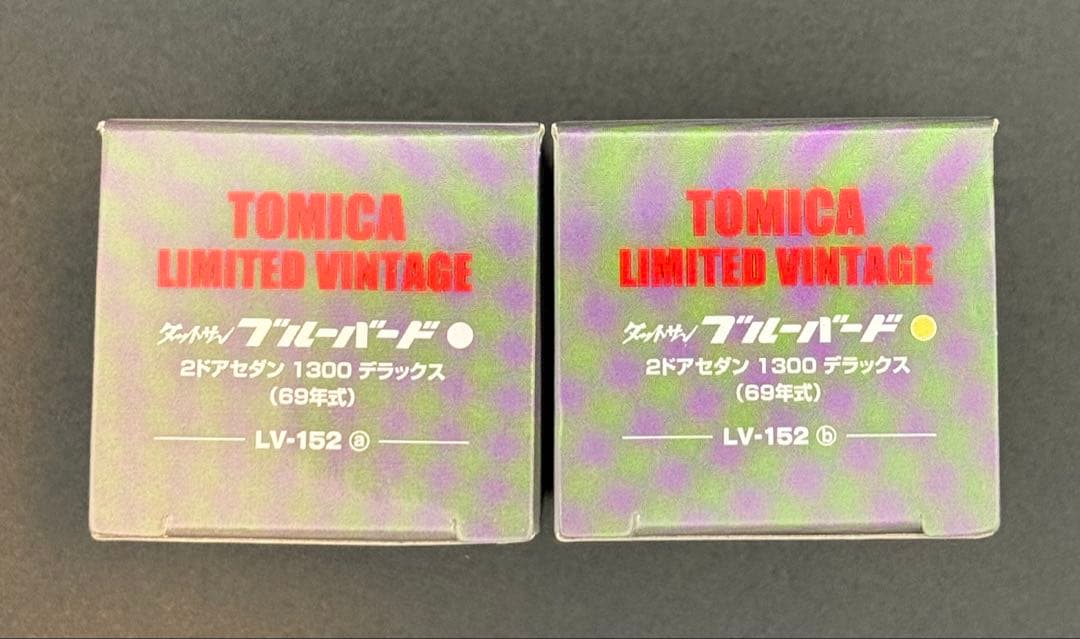 TOMICA
LIMITED VINTAGE
ダットサン ブルーバード
2ドアセダン 1300 デラックス
（69年式）
LV-152 ⓐ
TOMICA
LIMITED VINTAGE
ダットサン ブルーバード
2ドアセダン 1300 デラックス
（69年式）
LV-152 ⓑ